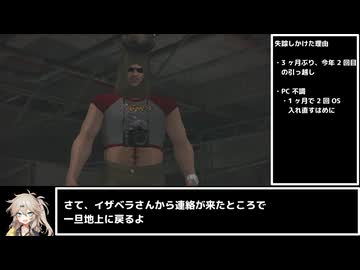 失踪しかけた理由
・3ヶ月ぶり、今年2回目
の引っ越し
・PC 不調
・1ヶ月で2回OS
入れ直すはめに
さて、イザベラさんから連絡が来たところで
一旦地上に戻るよ